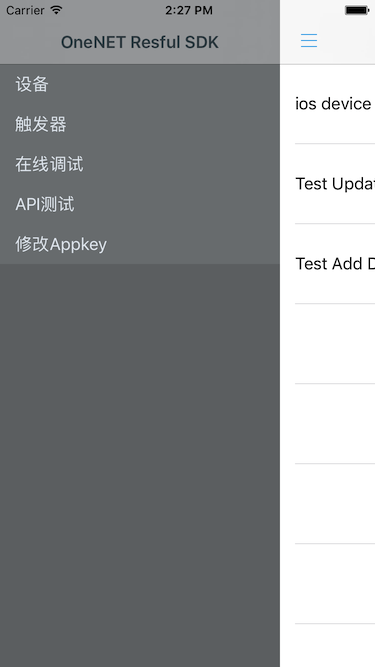 Carrier 2:27 PM
OneNET Resful SDK
设备
触发器
在线调试
API测试
修改Appkey
ios device
Test Updat
Test Add D